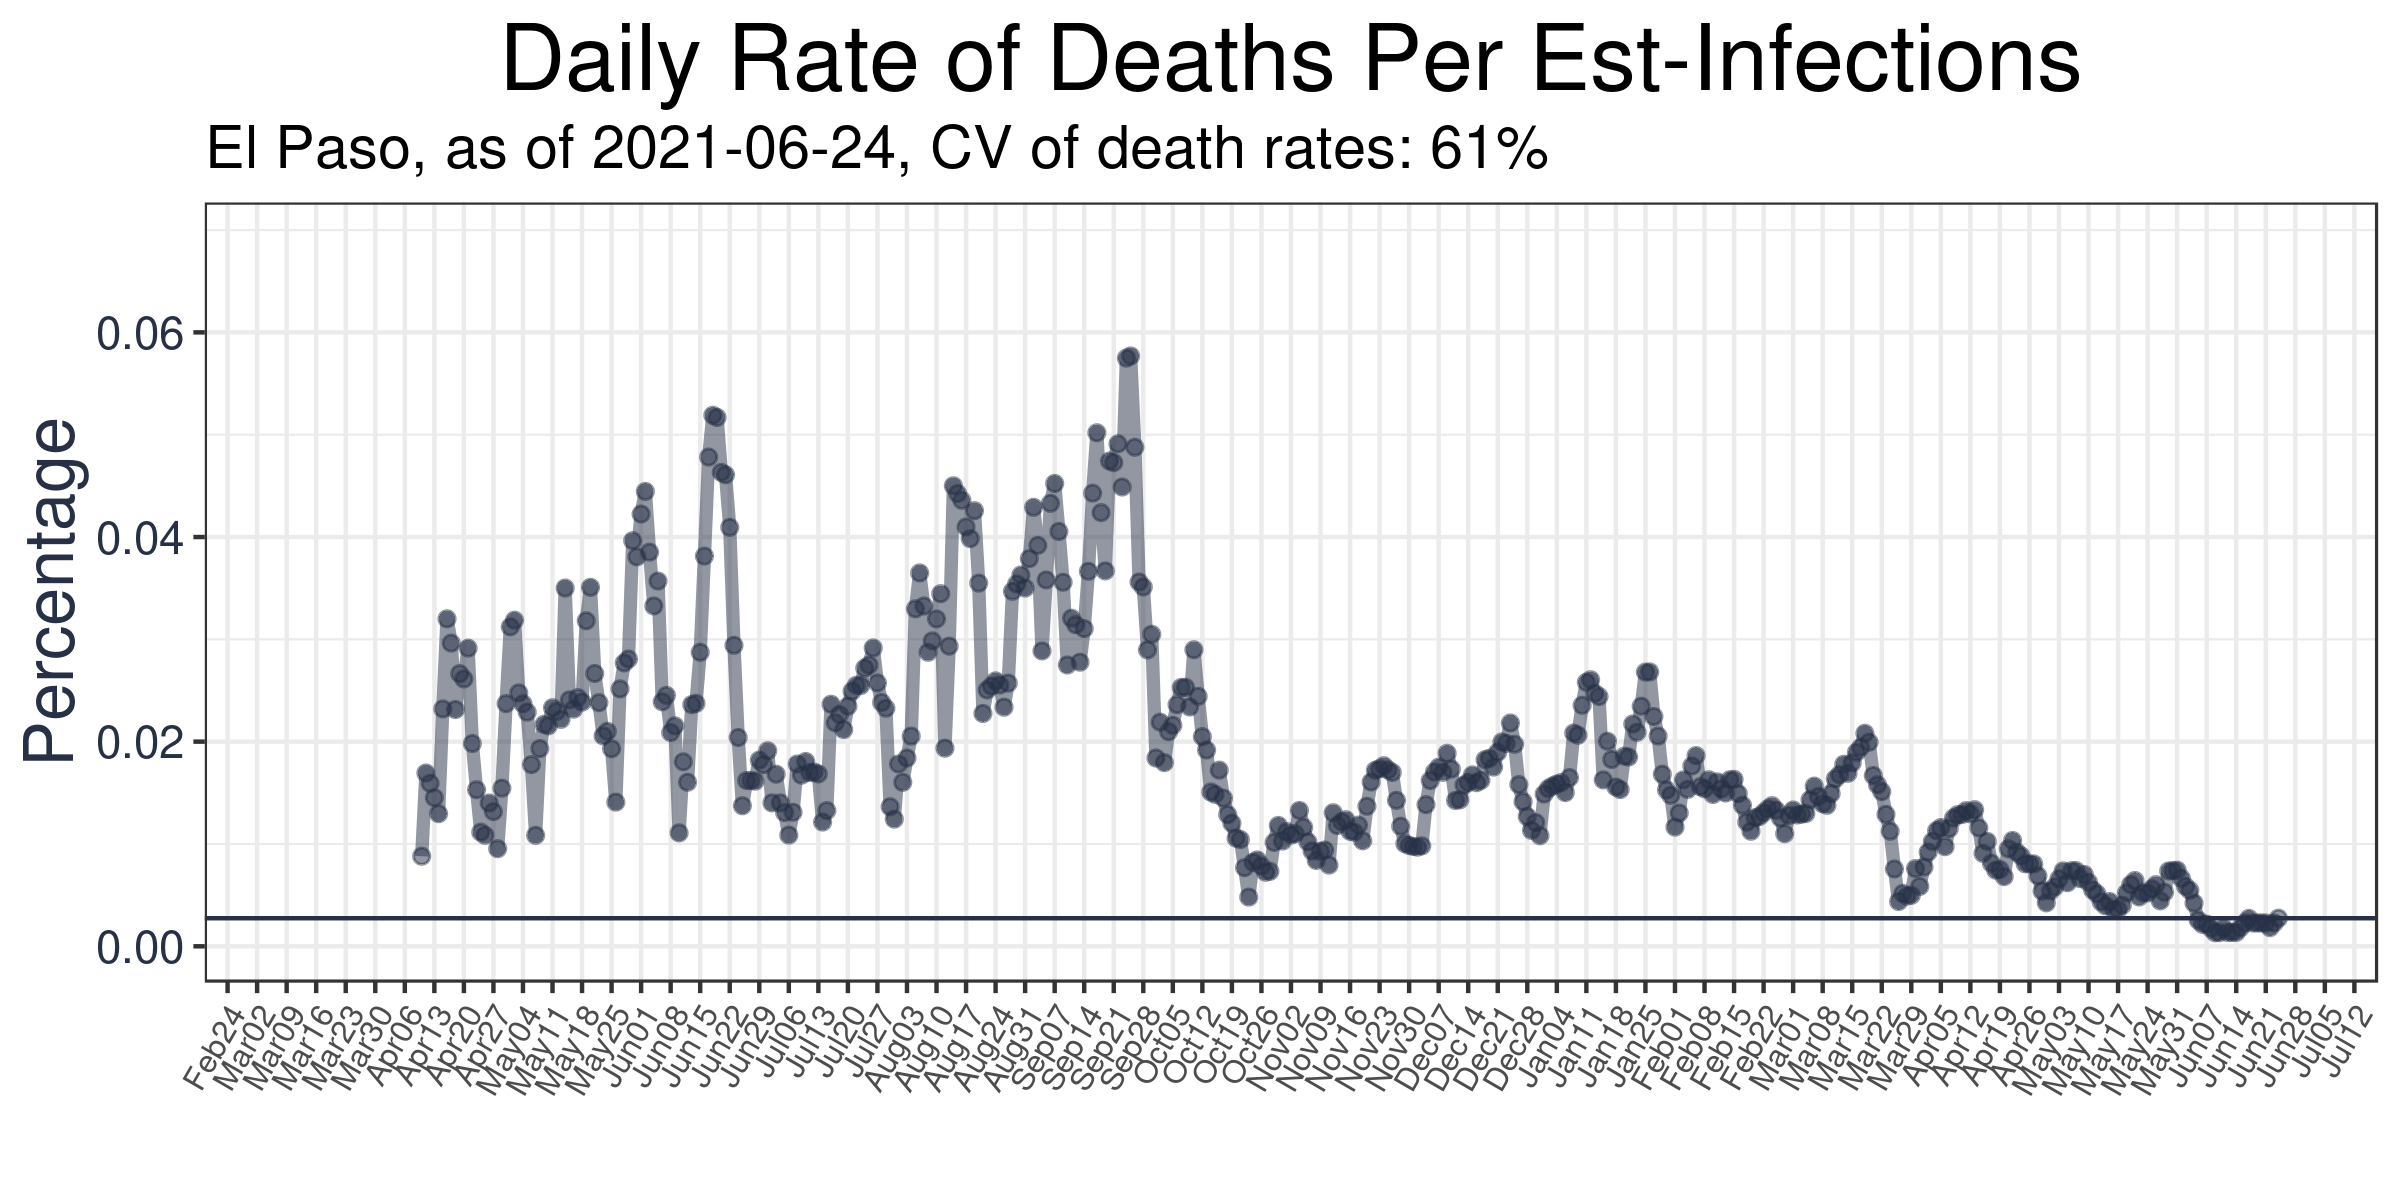 Daily Rate of Deaths Per Est-Infections
El Paso, as of 2021-06-24, CV of death rates: 61%
Percentage
0.06
0.04
0.02
0.00
Feb24 Mar02 Mar09 Mar16 Mar23 Mar30 Apr06 Apr13 Apr20 Apr27 May04 May11 May18 May25 Jun01 Jun08 Jun15 Jun22 Jun29 Jul06 Jul13 Jul20 Jul27 Aug03 Aug10 Aug17 Aug24 Aug31 Sep07 Sep14 Sep21 Sep28 Oct05 Oct12 Oct19 Oct26 Nov02 Nov09 Nov16 Nov23 Nov30 Dec07 Dec14 Dec21 Dec28 Jan04 Jan11 Jan18 Jan25 Feb01 Feb08 Feb15 Feb22 Mar01 Mar08 Mar15 Mar22 Mar29 Apr05 Apr12 Apr19 Apr26 May03 May10 May17 May24 May31 Jun07 Jun14 Jun21 Jun28 Jul05 Jul12